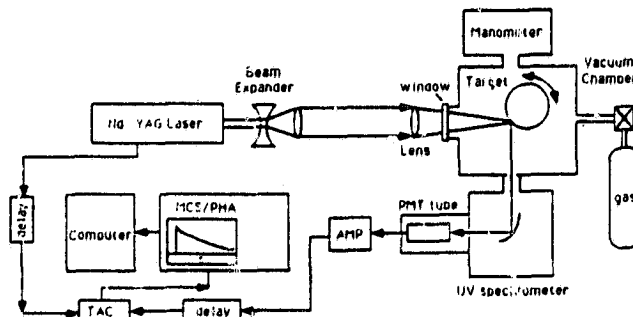 Manometer
Beam
Expander
window
Target
Vacuum
Chamber
Nd YAG Laser
Lens
gas
delay
MCS/PHA
PMT tube
Computer
AMP
UV spectrometer
TAC
delay